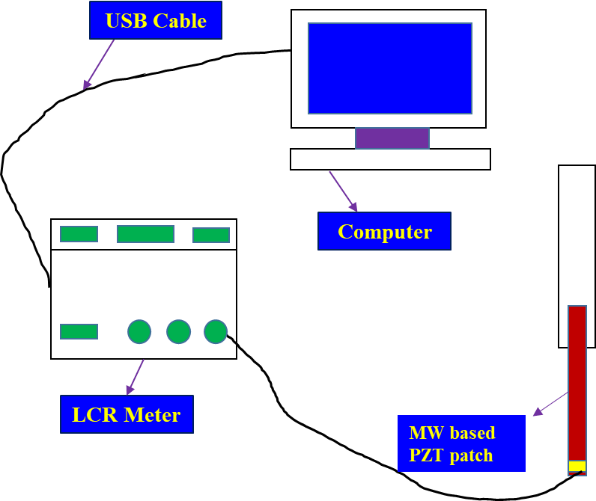 USB Cable
Computer
LCR Meter
MW based
PZT patch